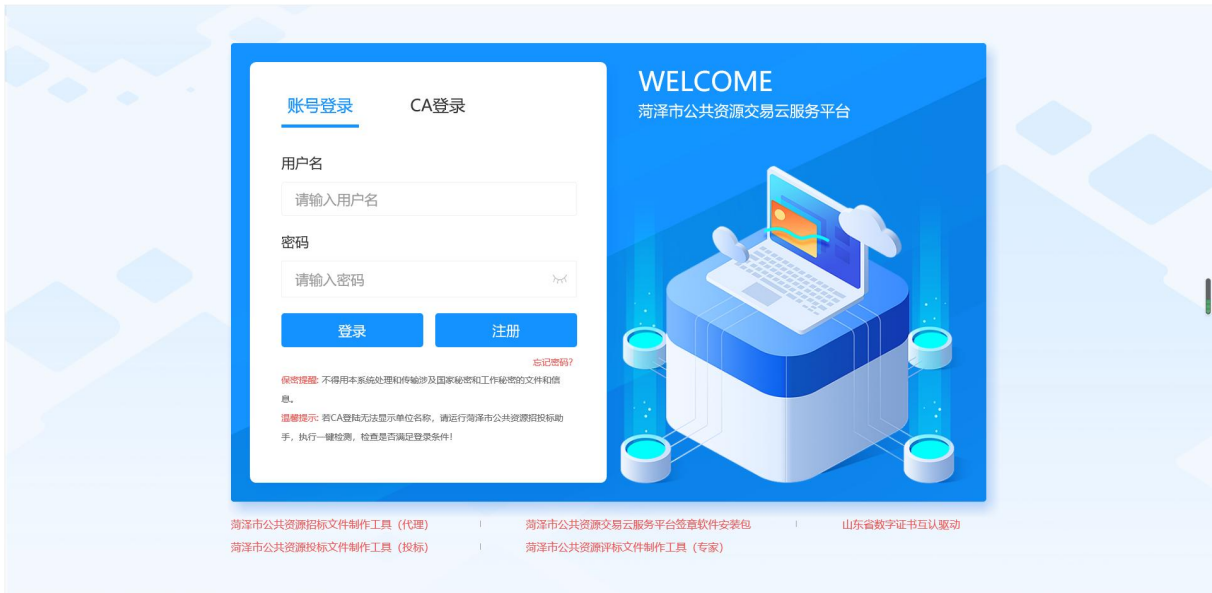 账号登录 CA登录
用户名
请输入用户名
密码
请输入密码
登录 注册
忘记密码?
保密提醒: 不得用本系统处理和传输涉及国家秘密和工作秘密的文件和信
息。
温馨提示: 若CA登陆无法显示单位名称，请运行菏泽市公共资源招投标助
手，执行一键检测，检查是否满足登录条件!
WELCOME
菏泽市公共资源交易云服务平台
菏泽市公共资源招标文件制作工具（代理） 菏泽市公共资源交易云服务平台签章软件安装包 山东省数字证书互认驱动
菏泽市公共资源投标文件制作工具（投标） 菏泽市公共资源评标文件制作工具（专家）